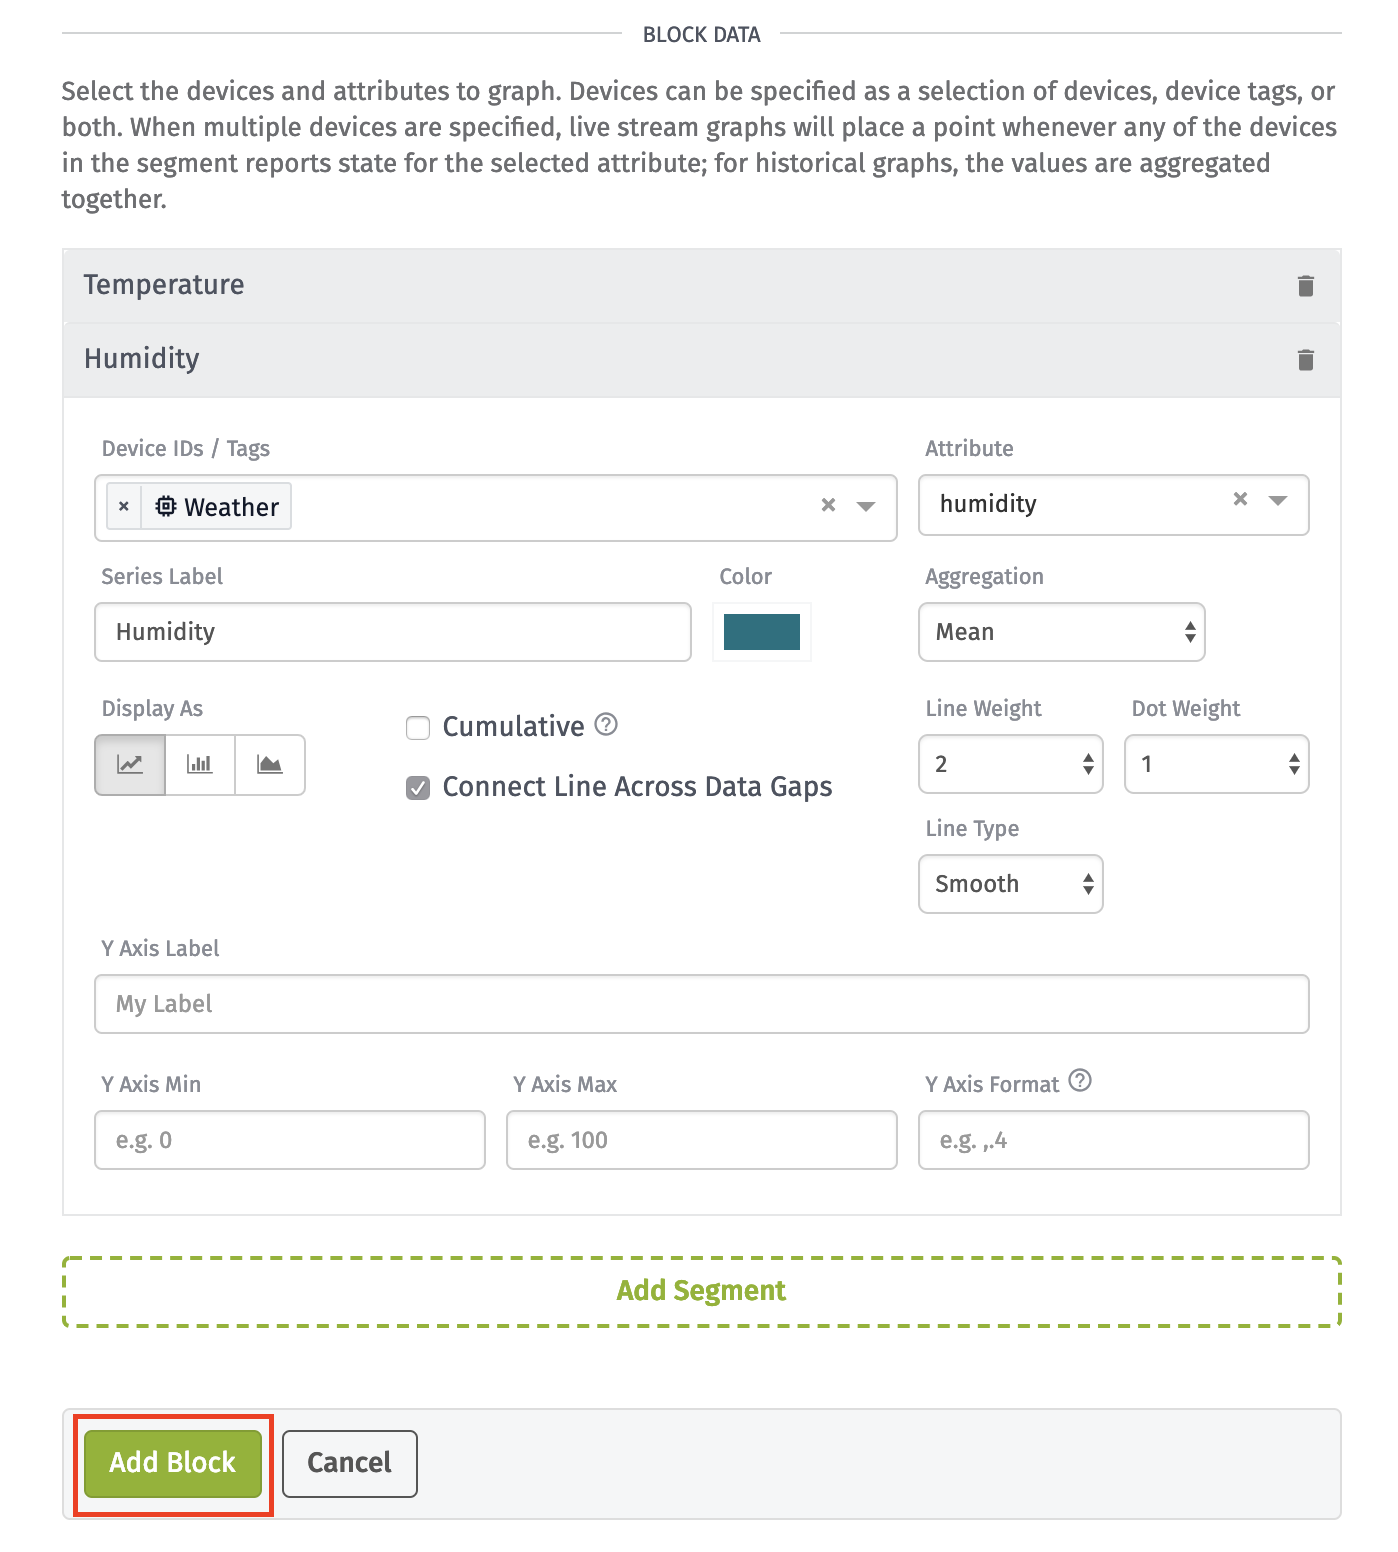 BLOCK DATA
Select the devices and attributes to graph. Devices can be specified as a selection of devices, device tags, or
both. When multiple devices are specified, live stream graphs will place a point whenever any of the devices
in the segment reports state for the selected attribute; for historical graphs, the values are aggregated
together.
Temperature
Humidity
Device IDs / Tags Attribute
× Weather × humidity ×
Series Label Color Aggregation
Humidity Mean
Display As Cumulative ? Line Weight Dot Weight
Connect Line Across Data Gaps 2 1
Line Type
Smooth
Y Axis Label
My Label
Y Axis Min Y Axis Max Y Axis Format ?
e.g. 0 e.g. 100 e.g. ,.4
Add Segment
Add Block Cancel